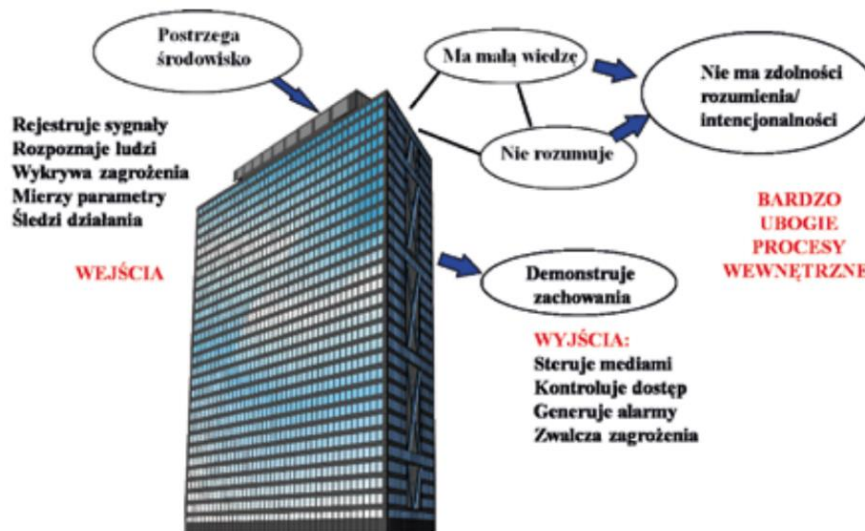 Postrzega
środowisko
Ma małą wiedzę
Nie ma zdolności
rozumienia/
intencjonalności
Nie rozumuje
Rejestruje sygnały
Rozpoznaje ludzi
Wykrywa zagrożenia
Mierzy parametry
Śledzi działania
WEJŚCIA
BARDZO
UBOGIE
PROCESY
WEWNĘTRZNE
Demonstruje
zachowania
WYJŚCIA:
Steruje mediami
Kontroluje dostęp
Generuje alarmy
Zwalcza zagrożenia